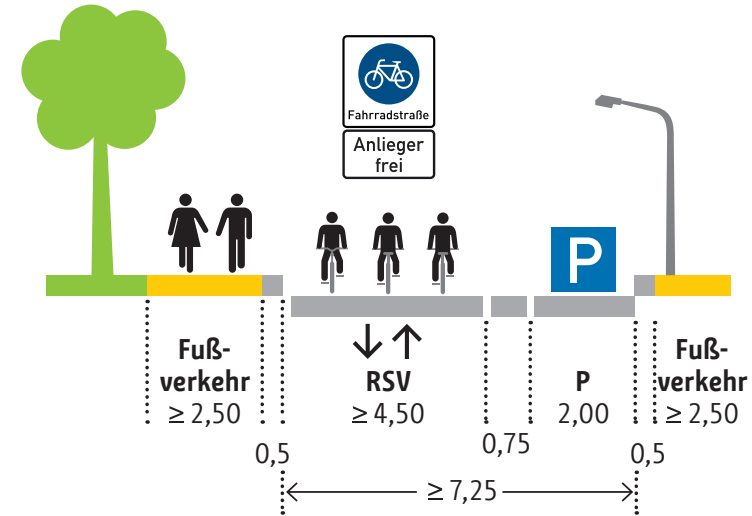 Fahrradstraße
Anlieger
frei
P
Fuß-
verkehr
≥ 2,50
0,5
RSV
≥ 4,50
0,75
P
2,00
0,5
Fuß-
verkehr
≥ 2,50
≥ 7,25